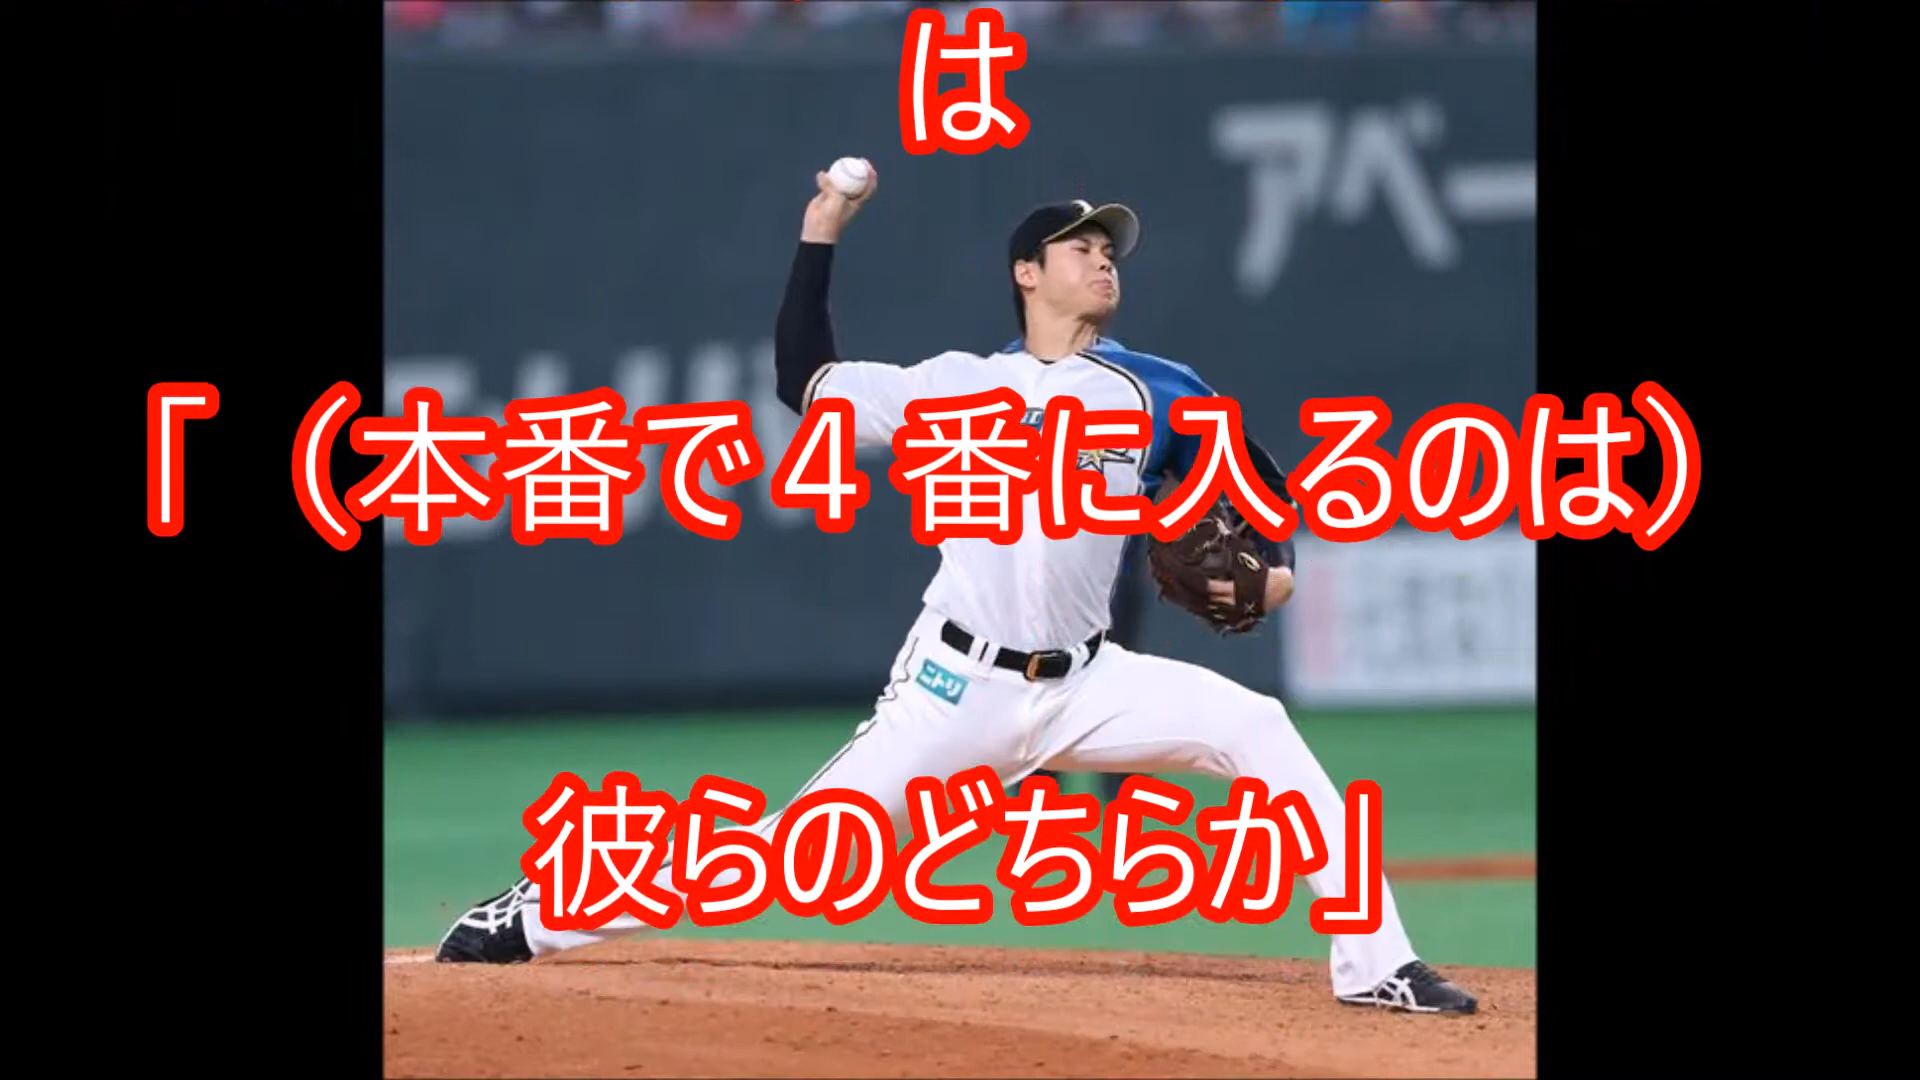 は
「（本番で４番に入るのは）
彼らのどちらか」
アベー
ニトリ